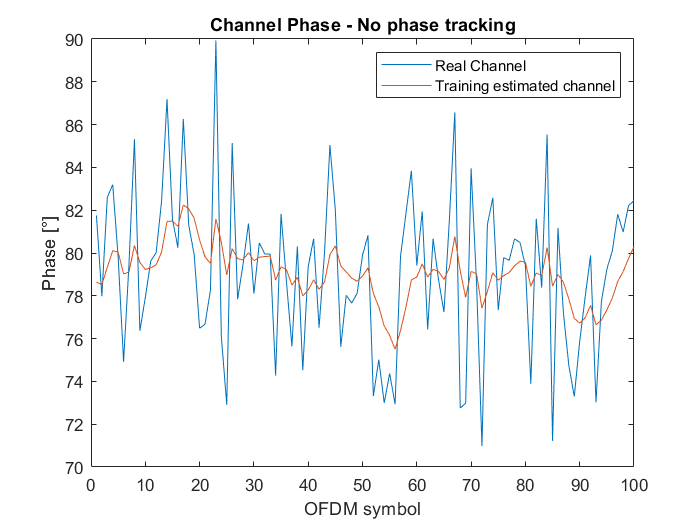 Channel Phase - No phase tracking
Real Channel
Training estimated channel
Phase [°]
90
88
86
84
82
80
78
76
74
72
70
0 10 20 30 40 50 60 70 80 90 100
OFDM symbol